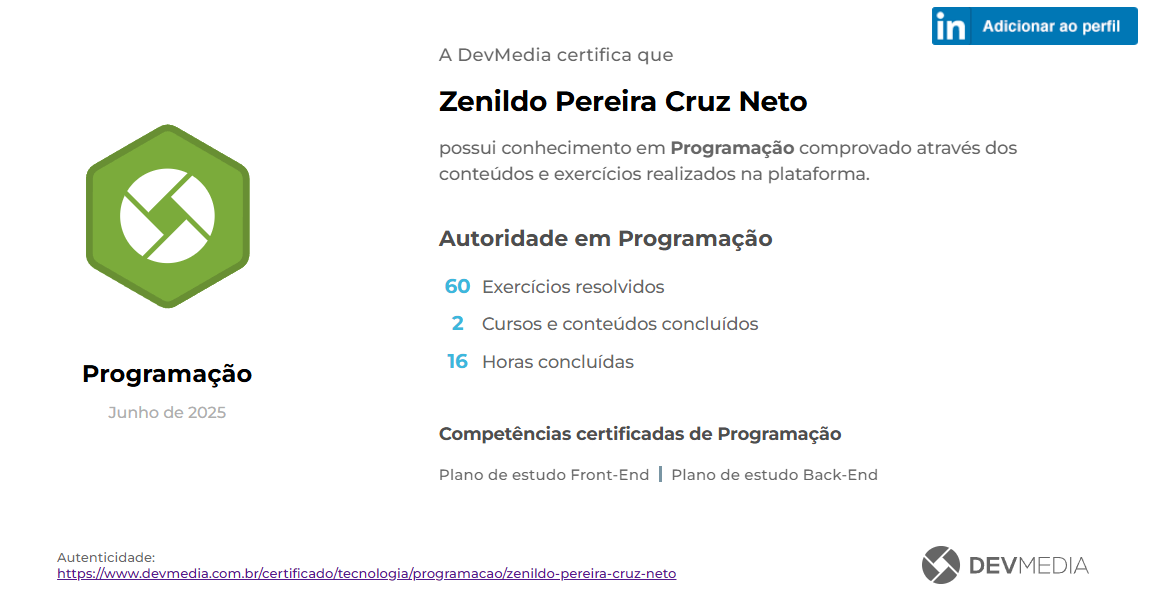 in Adicionar ao perfil
A DevMedia certifica que
Zenildo Pereira Cruz Neto
possui conhecimento em Programação comprovado através dos
conteúdos e exercícios realizados na plataforma.
Autoridade em Programação
60 Exercícios resolvidos
2 Cursos e conteúdos concluídos
16 Horas concluídas
Programação
Junho de 2025
Competências certificadas de Programação
Plano de estudo Front-End | Plano de estudo Back-End
Autenticidade:
https://www.devmedia.com.br/certificado/tecnologia/programacao/zenildo-pereira-cruz-neto
DEVMEDIA